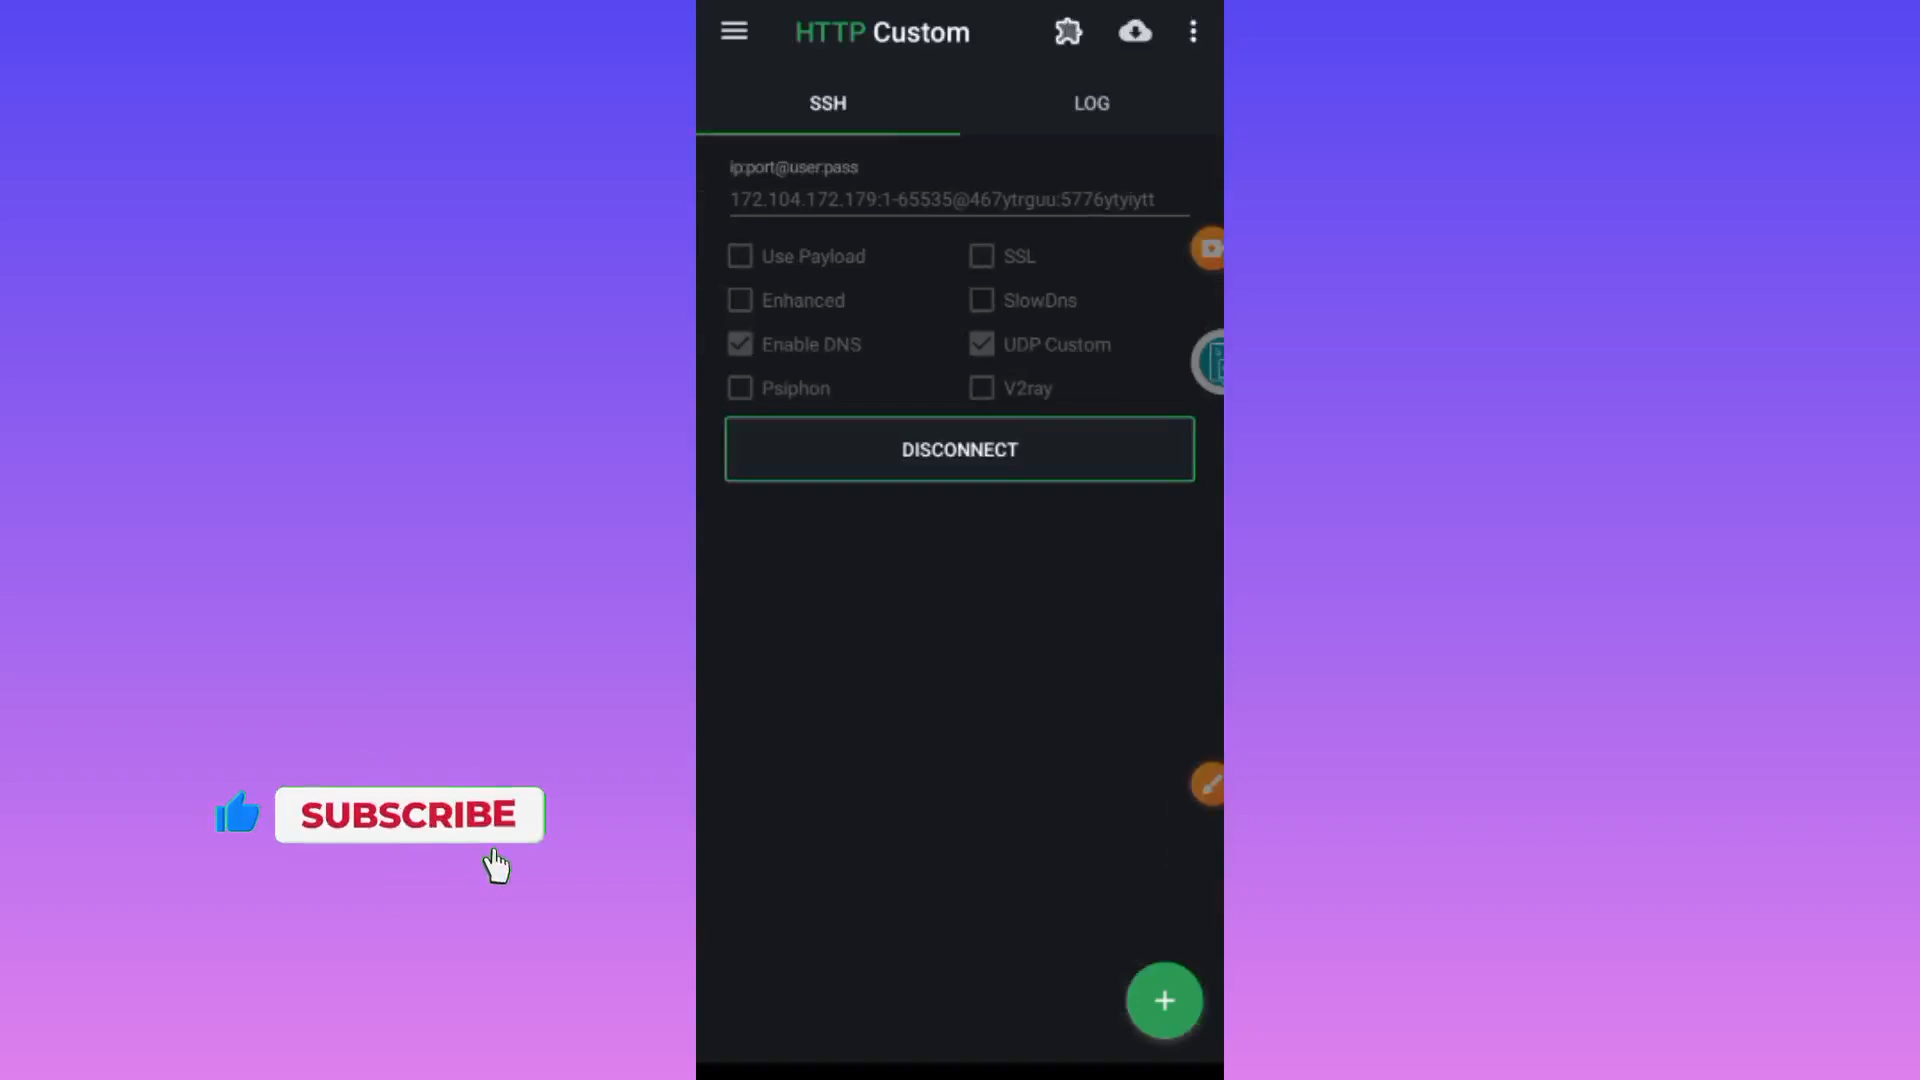 HTTP Custom
SSH LOG
ip:port@user:pass
172.104.172.179:1-65535@467ytrguu:5776ytyiytt
Use Payload SSL
Enhanced SlowDns
Enable DNS UDP Custom
Psiphon V2ray
DISCONNECT
SUBSCRIBE